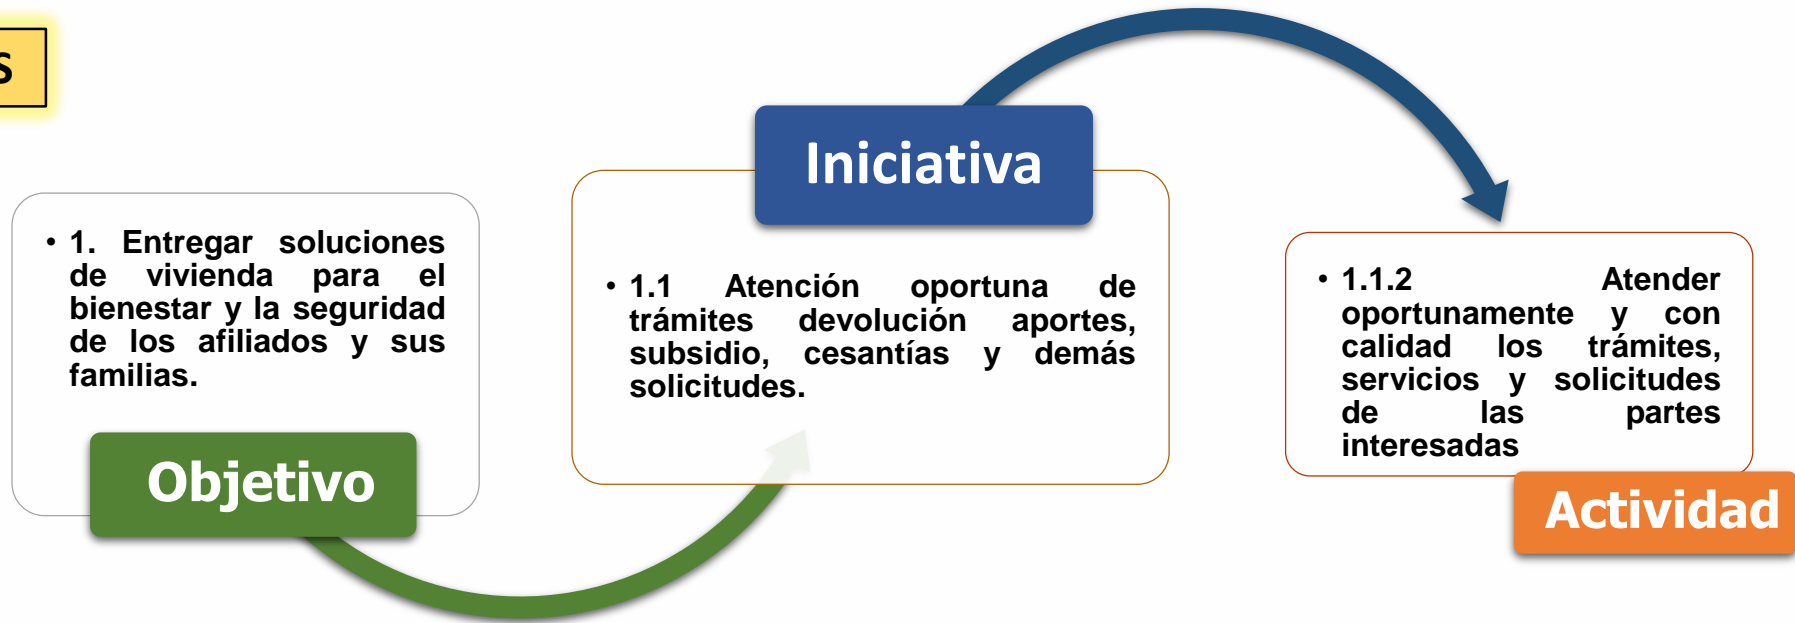 S
• 1. Entregar soluciones
de vivienda para el
bienestar y la seguridad
de los afiliados y sus
familias.
Objetivo
Iniciativa
• 1.1 Atención oportuna de
trámites devolución aportes,
subsidio, cesantías y demás
solicitudes.
• 1.1.2 Atender
oportunamente y con
calidad los trámites,
servicios y solicitudes
de las partes
interesadas
Actividad